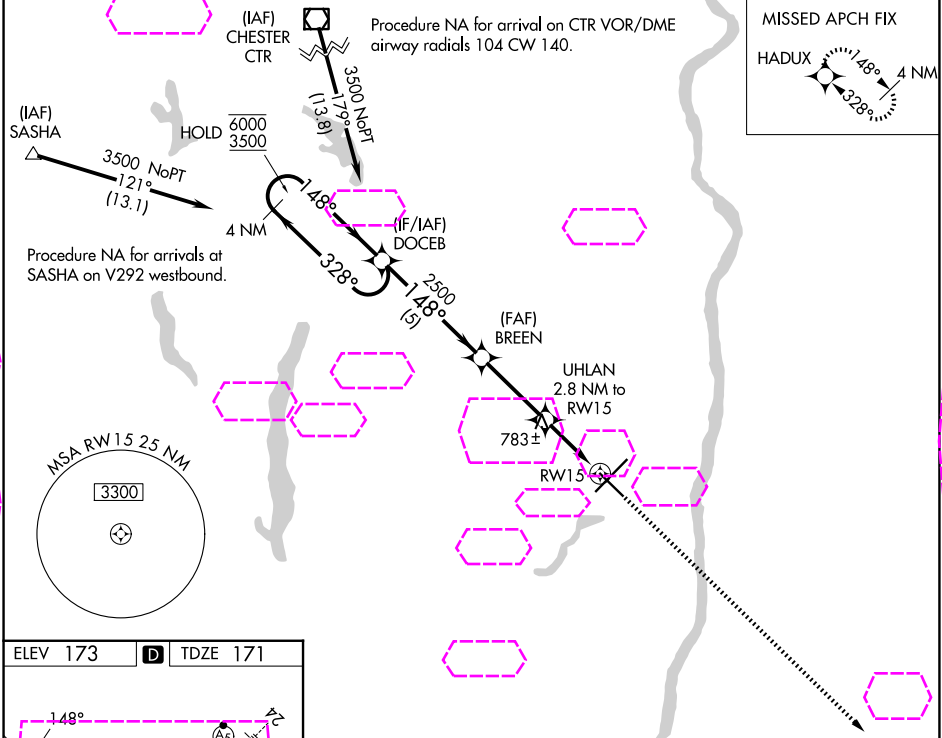 (IAF)
CHESTER
CTR
Procedure NA for arrival on CTR VOR/DME
airway radials 104 CW 140.
MISSED APCH FIX
HADUX
148°
4 NM
328°
3500 NoPT
179°
(13.8)
(IAF)
SASHA
3500 NoPT
121°
(13.1)
HOLD
6000
3500
148°
4 NM
328°
(IF/IAF)
DOCEB
Procedure NA for arrivals at
SASHA on V292 westbound.
2500
148°
(5)
(FAF)
BREEN
UHLAN
2.8 NM to
RW15
783±
RW15
MSA RW15 25 NM
3300
ELEV 173
D
TDZE 171
148°
24
A5